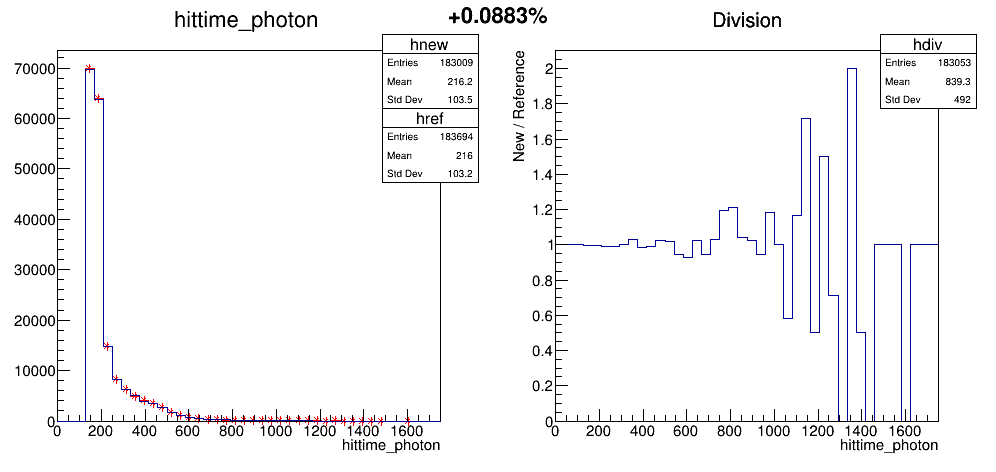 +0.0883%
hittime_photon
hnew
Entries 183009
Mean 216.2
Std Dev 103.5
href
Entries 183694
Mean 216
Std Dev 103.2
70000
60000
50000
40000
30000
20000
10000
0
0 200 400 600 800 1000 1200 1400 1600
hittime_photon
Division
hdiv
Entries 183053
Mean 839.3
Std Dev 492
New / Reference
2
1.8
1.6
1.4
1.2
1
0.8
0.6
0.4
0.2
0
0 200 400 600 800 1000 1200 1400 1600
hittime_photon